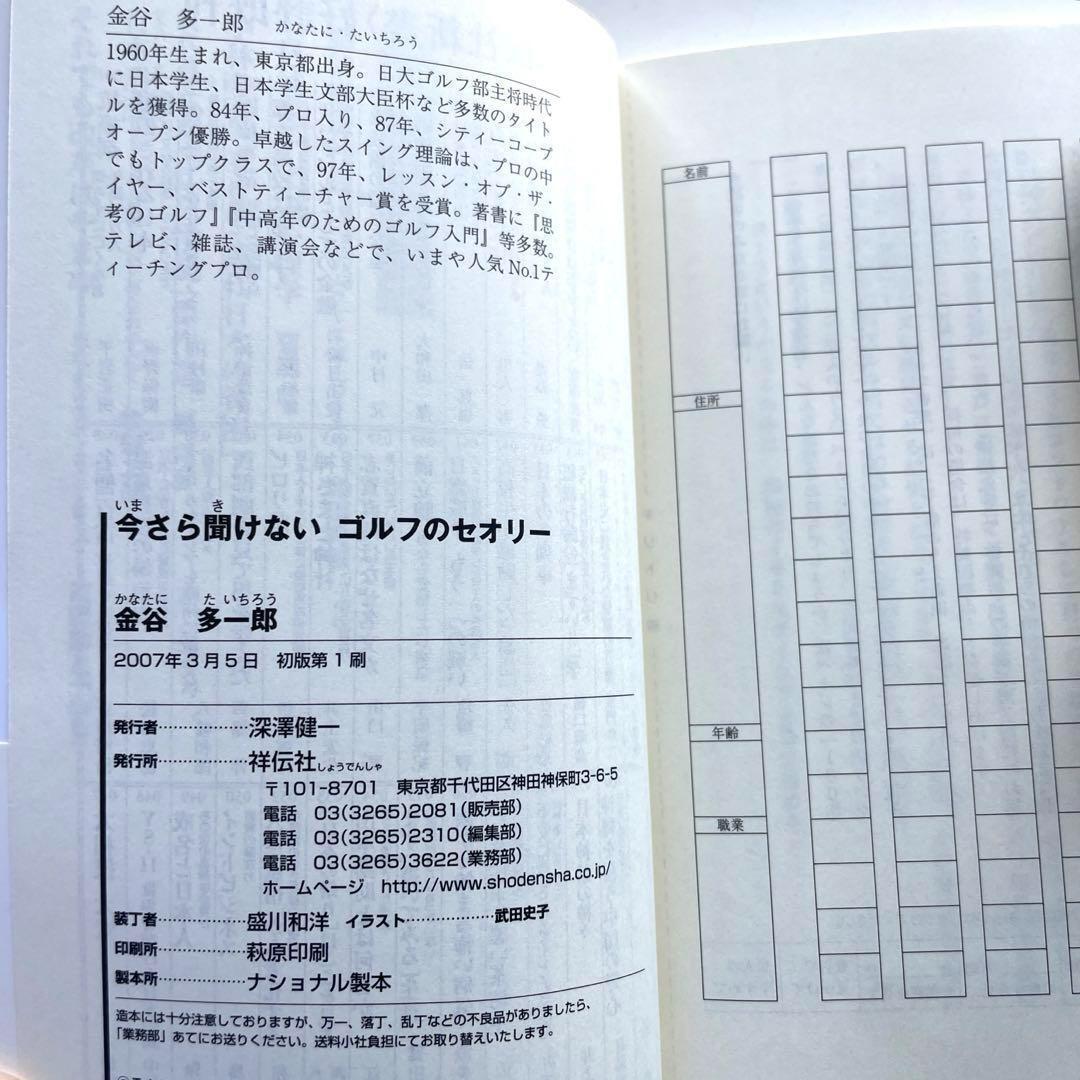 金谷 多一郎 かなたに・たいちろう
1960年生まれ、東京都出身。日大ゴルフ部主将時代
に日本学生、日本学生文部大臣杯など多数のタイト
ルを獲得。84年、プロ入り、87年、シティーコープ
オープン優勝。卓越したスイング理論は、プロの中
でもトップクラスで、97年、レッスン・オブ・ザ・
イヤー、ベストティーチャー賞を受賞。著書に『思
考のゴルフ』『中高年のためのゴルフ入門』等多数。
テレビ、雑誌、講演会などで、いまや人気No.1テ
ィーチングプロ。
いま き
今さら聞けない ゴルフのセオリー
かなたに た いちろう
金谷 多一郎
2007年3月5日 初版第1刷
発行者………………深澤健一
発行所………………祥伝社しょうでんしゃ
〒101-8701 東京都千代田区神田神保町3-6-5
電話 03(3265)2081(販売部)
電話 03(3265)2310(編集部)
電話 03(3265)3622(業務部)
ホームページ http://www.shodensha.co.jp/
装丁者………………盛川和洋 イラスト………………武田史子
印刷所………………萩原印刷
製本所………………ナショナル製本
造本には十分注意しておりますが、万一、落丁、乱丁などの不良品がありましたら、
「業務部」あてにお送りください。送料小社負担にてお取り替えいたします。
名前
住所
年齢
職業